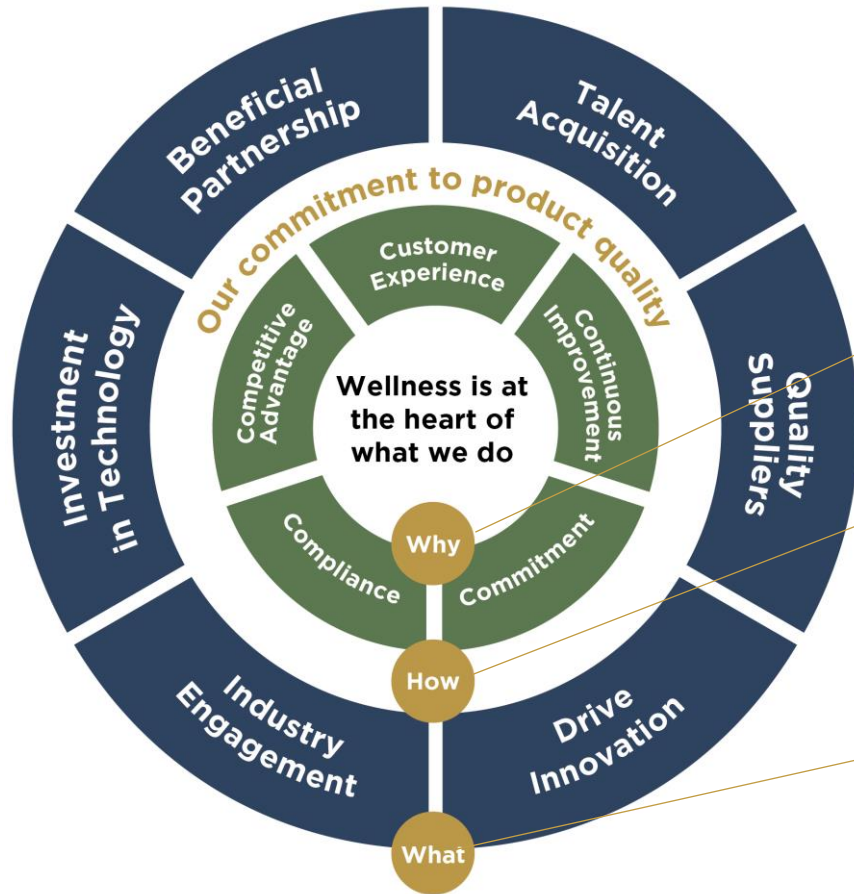 Beneficial
Partnership
Talent
Acquisition
Our commitment to product quality
Customer
Experience
Competitive
Advantage
Continuous
Improvement
Investment
in Technology
Wellness is at
the heart of
what we do
Quality
Suppliers
Why
Compliance
Commitment
How
Industry
Engagement
Drive
Innovation
What